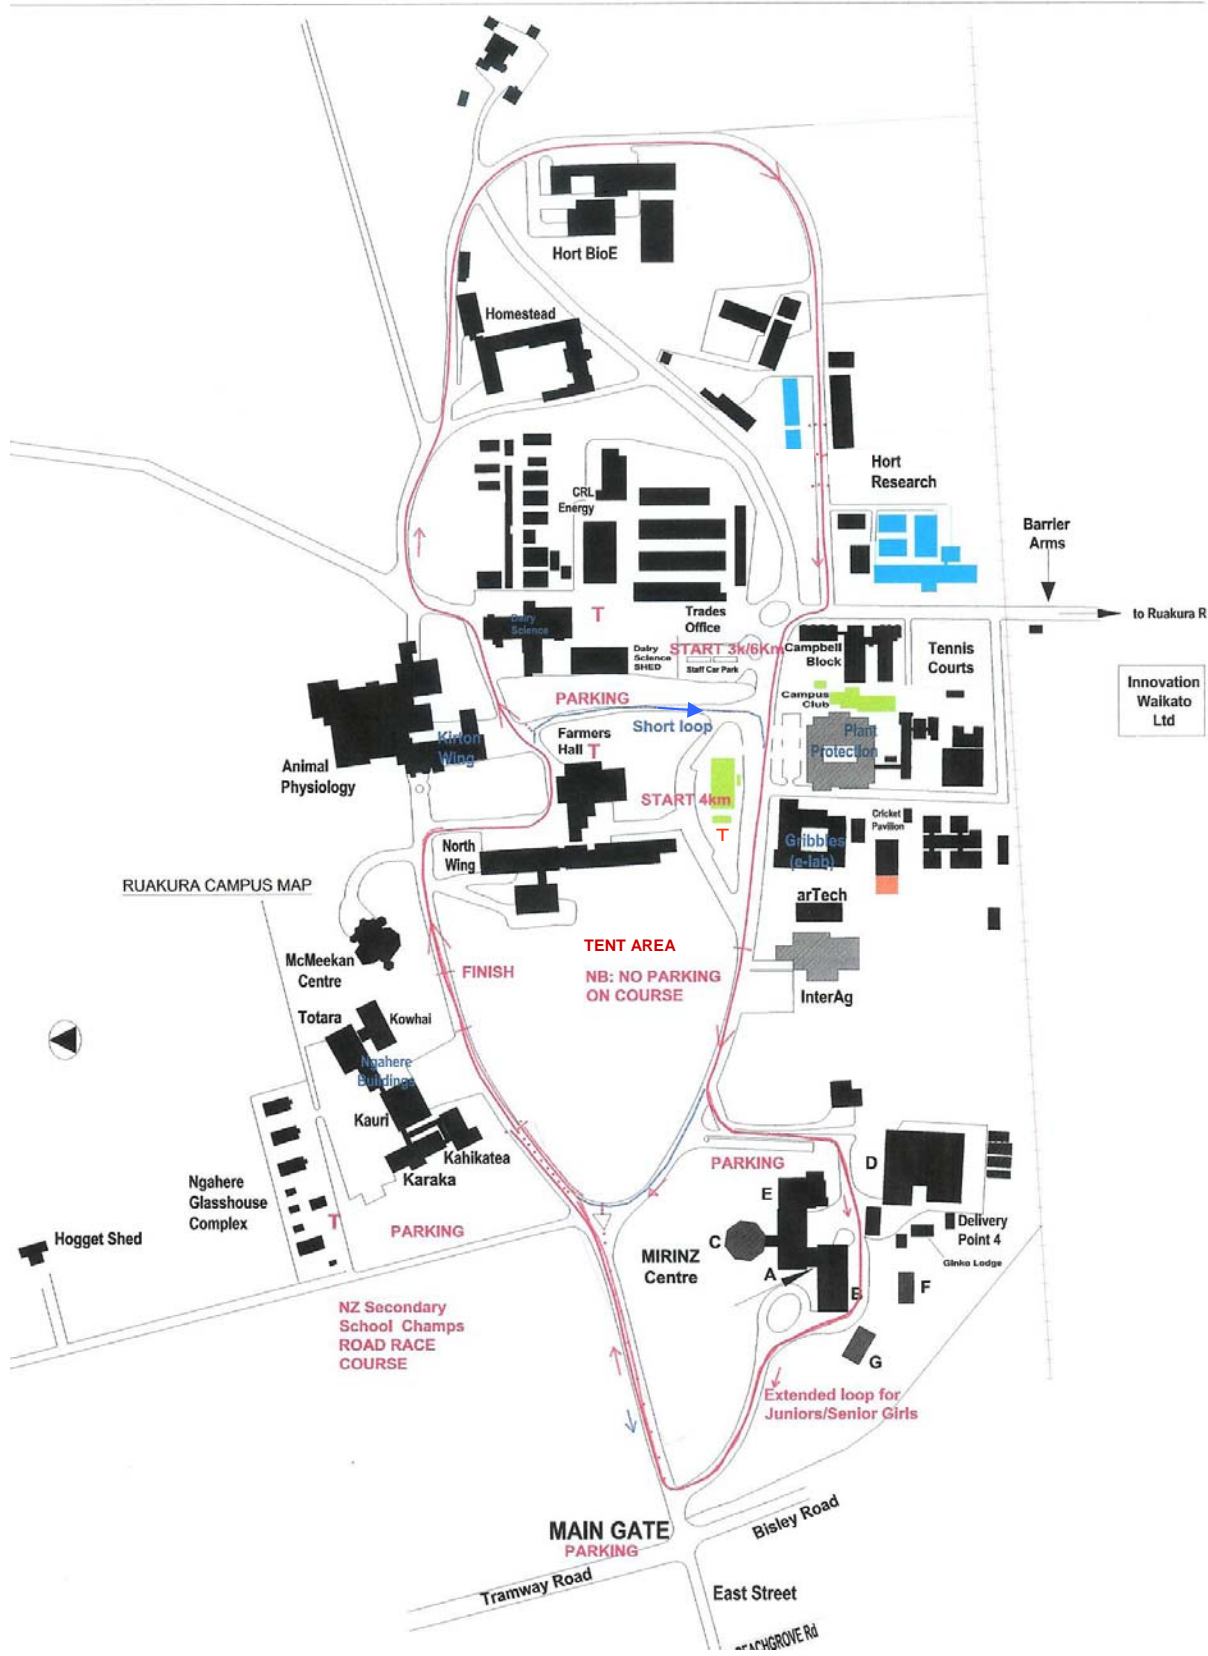 Hort BioE
Homestead
Hort
Research
CRL
Energy
Barrier
Arms
to Ruakura R
Dairy
Science
T
Trades
Office
START 3k/6Km
Dairy
Science
SHED
Staff Car Park
Campbell
Block
Tennis
Courts
Innovation
Waikato
Ltd
PARKING
Campus
Club
Short loop
Farmers
Hall
T
Plant
Protection
Kirton
Wing
Animal
Physiology
START 4km
T
Cricket
Pavilion
Gribbles
(e-lab)
North
Wing
RUAKURA CAMPUS MAP
arTech
McMeekan
Centre
FINISH
TENT AREA
NB: NO PARKING
ON COURSE
InterAg
Totara
Kowhai
Ngahere
Buildings
Kauri
Kahikatea
Karaka
PARKING
D
E
Ngahere
Glasshouse
Complex
T
PARKING
Hogget Shed
C
MIRINZ
Centre
A
B
Delivery
Point 4
Ginko Lodge
F
G
NZ Secondary
School Champs
ROAD RACE
COURSE
Extended loop for
Juniors/Senior Girls
MAIN GATE
PARKING
Bisley Road
Tramway Road
East Street
EACHGROVE Rd